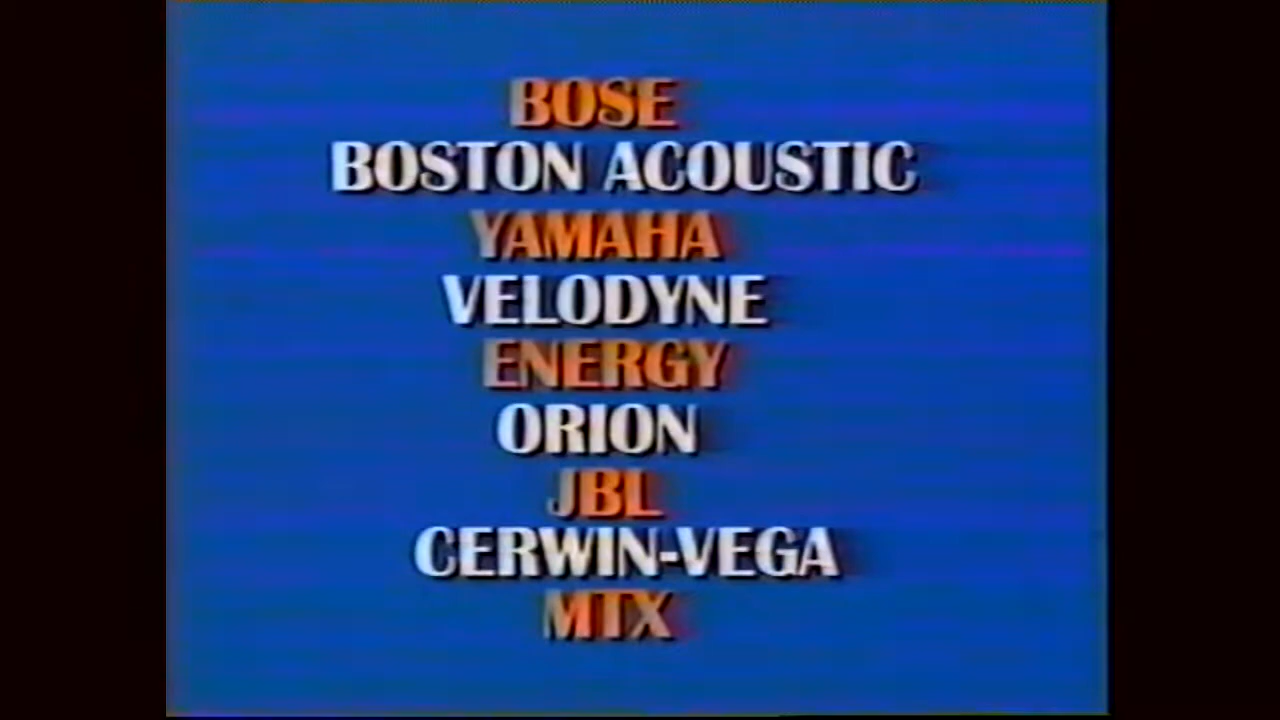 BOSE
BOSTON ACOUSTIC
YAMAHA
VELODYNE
ENERGY
ORION
JBL
CERWIN-VEGA
MTX